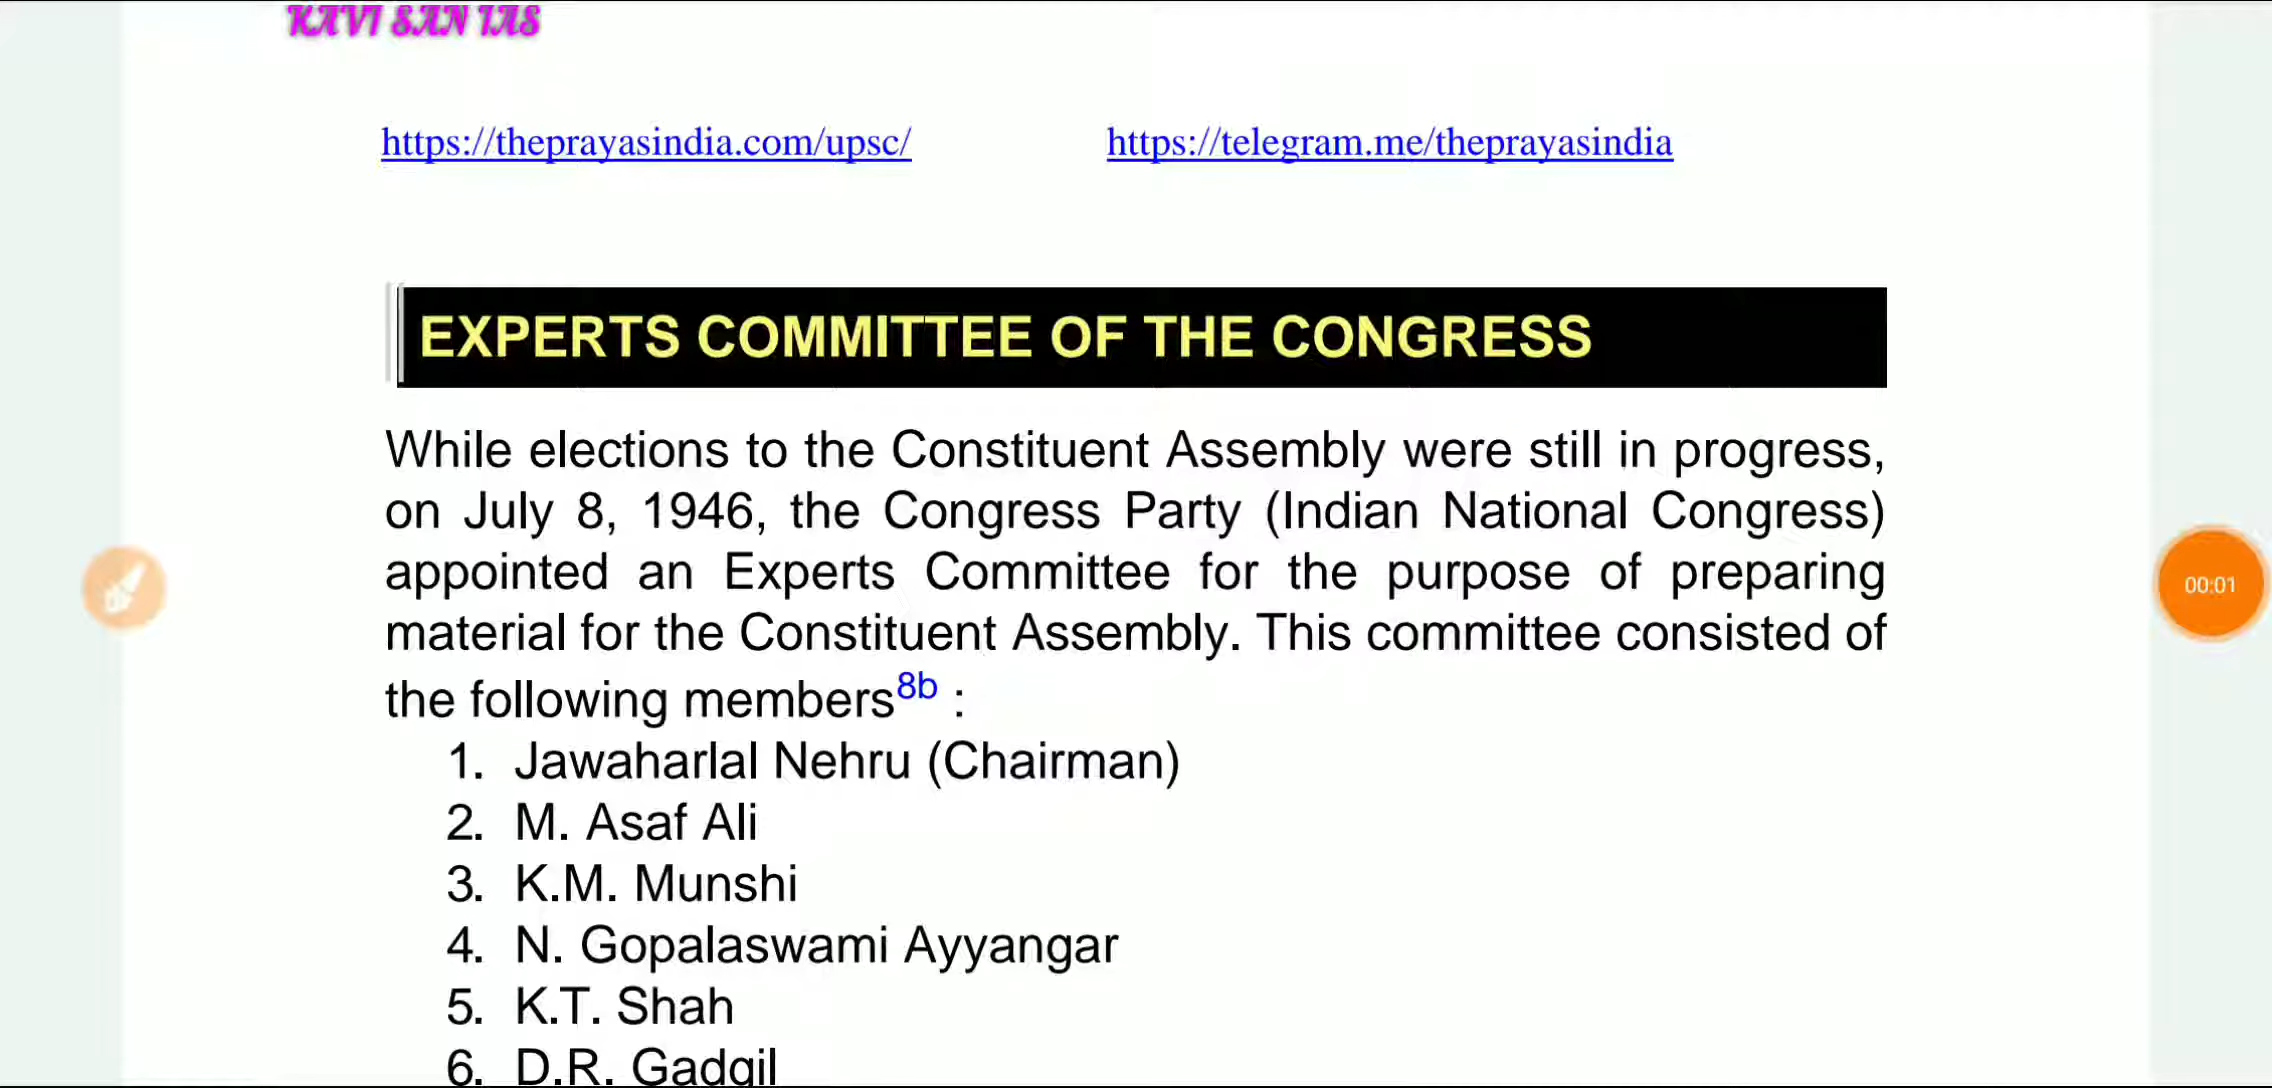 KAVI SAN IAS
https://theprayasindia.com/upsc/ https://telegram.me/theprayasindia
EXPERTS COMMITTEE OF THE CONGRESS
While elections to the Constituent Assembly were still in progress,
on July 8, 1946, the Congress Party (Indian National Congress)
appointed an Experts Committee for the purpose of preparing
material for the Constituent Assembly. This committee consisted of
the following members8b :
1. Jawaharlal Nehru (Chairman)
2. M. Asaf Ali
3. K.M. Munshi
4. N. Gopalaswami Ayyangar
5. K.T. Shah
6. D.R. Gadgil
00:01